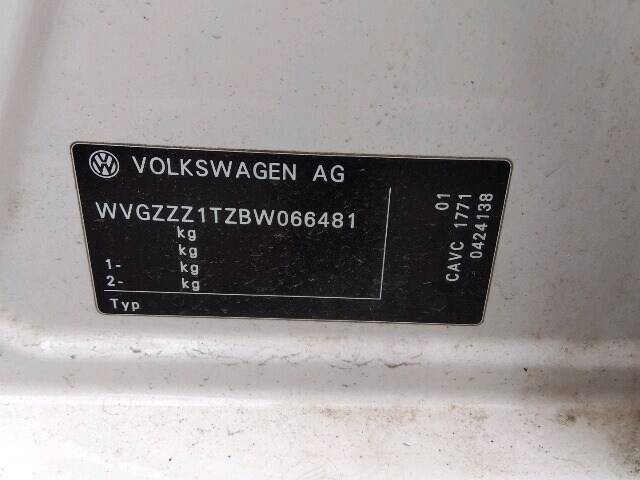 VOLKSWAGEN AG
WVGZZZ1TZBW066481
kg
kg
1- kg
2- kg
Typ
01
CAVC 1771
0424138